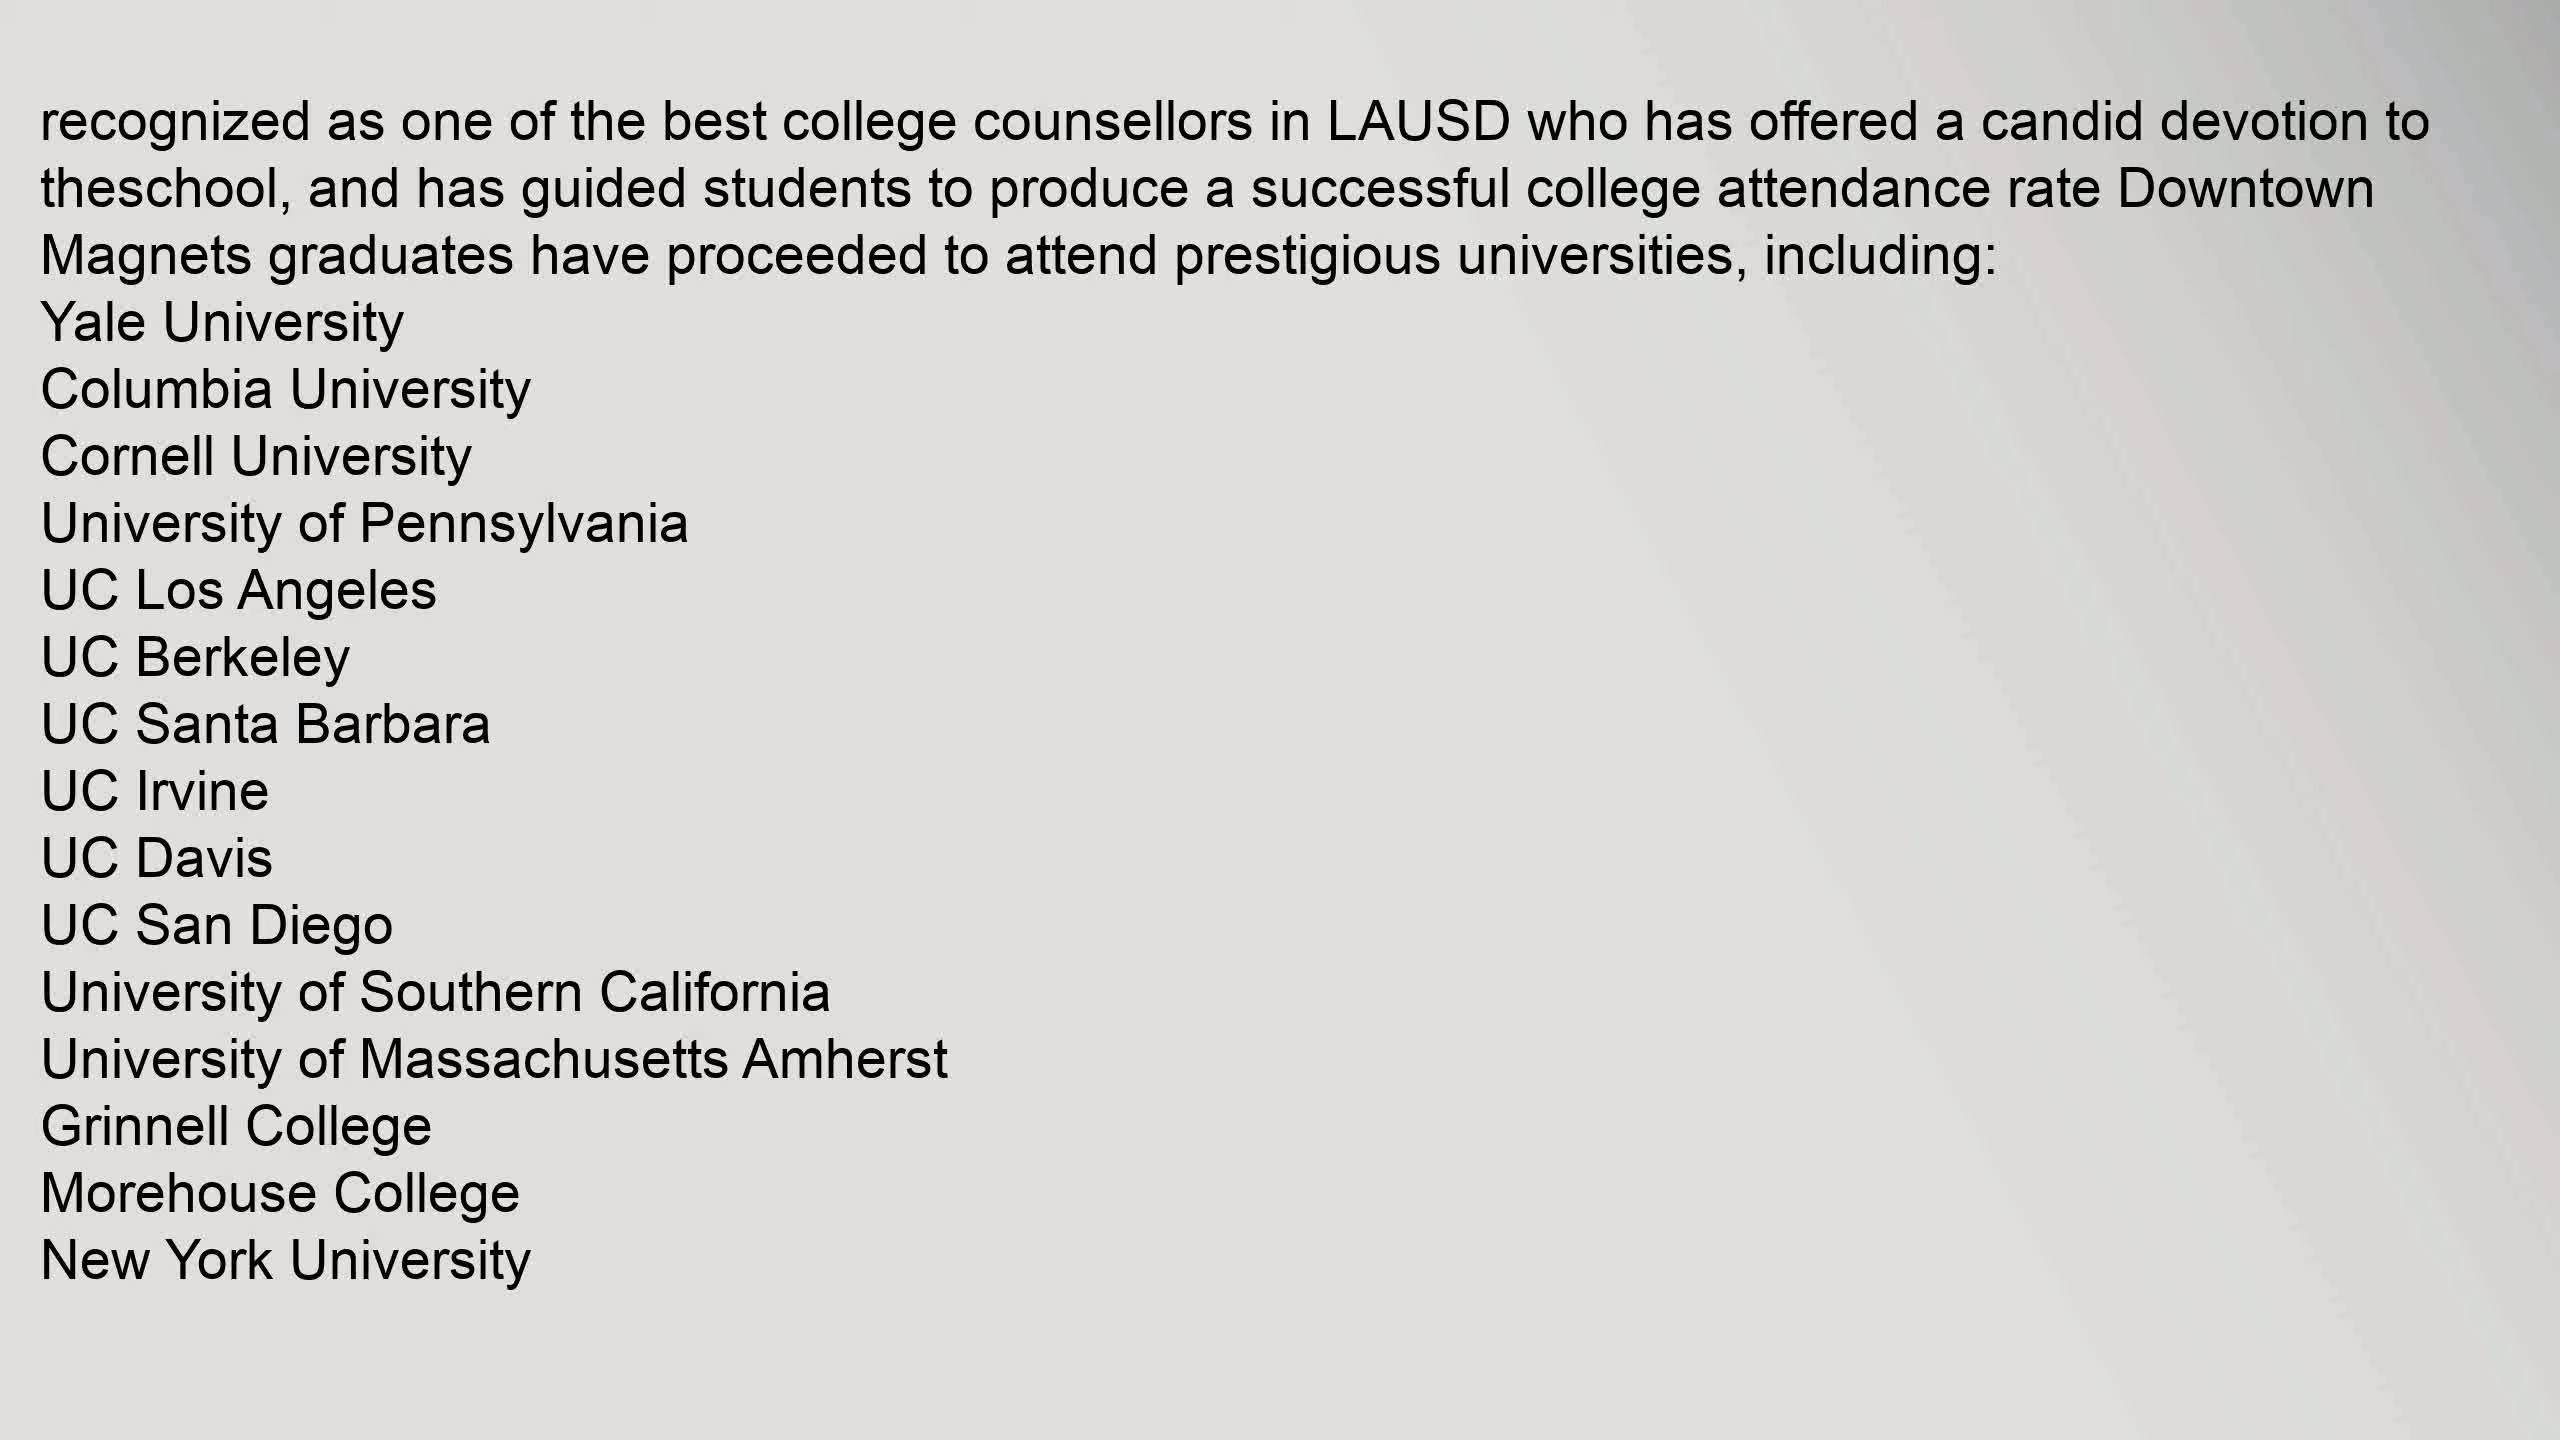 recognized as one of the best college counsellors in LAUSD who has offered a candid devotion to
theschool, and has guided students to produce a successful college attendance rate Downtown
Magnets graduates have proceeded to attend prestigious universities, including:
Yale University
Columbia University
Cornell University
University of Pennsylvania
UC Los Angeles
UC Berkeley
UC Santa Barbara
UC Irvine
UC Davis
UC San Diego
University of Southern California
University of Massachusetts Amherst
Grinnell College
Morehouse College
New York University